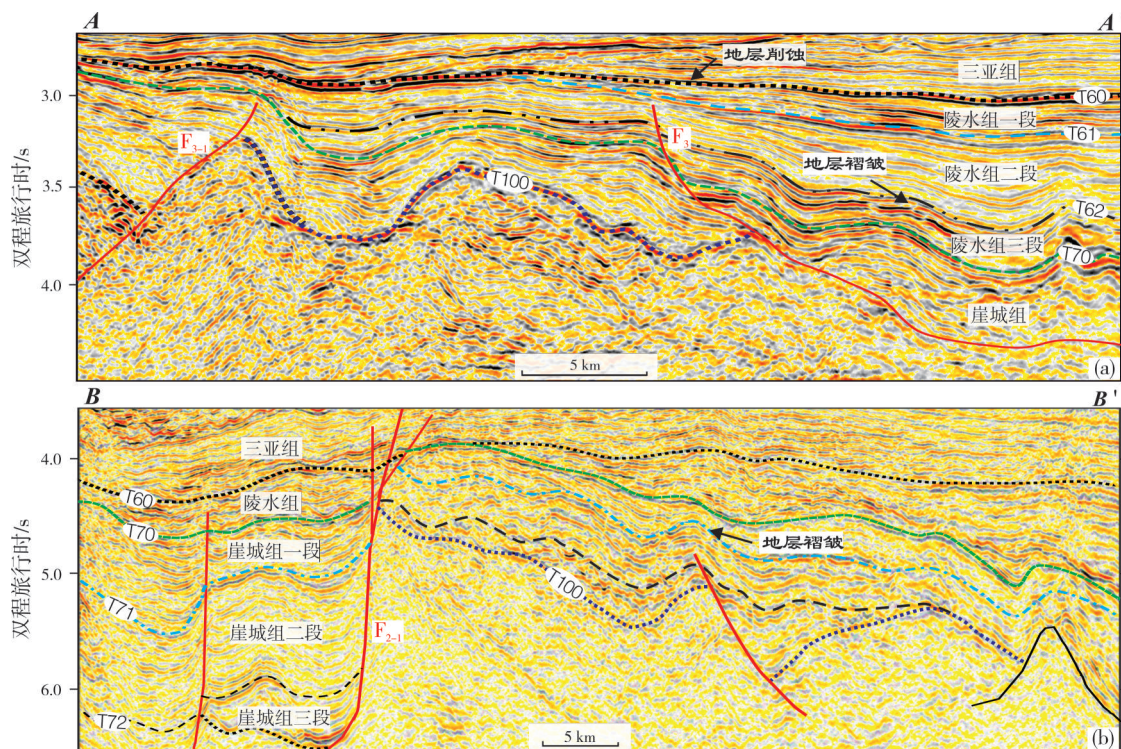 A
A
地层削蚀
三亚组
3.0
T60
陵水组一段
T61
F3-1
F3
地层褶皱
陵水组二段
3.5
T100
T62
陵水组三段
T70
双程旅行时/s
4.0
崖城组
5 km
(a)
B
B'
三亚组
4.0
T60
陵水组
T70
崖城组一段
地层褶皱
5.0
T100
T71
双程旅行时/s
崖城组二段
F2-1
6.0
崖城组三段
T72
5 km
(b)